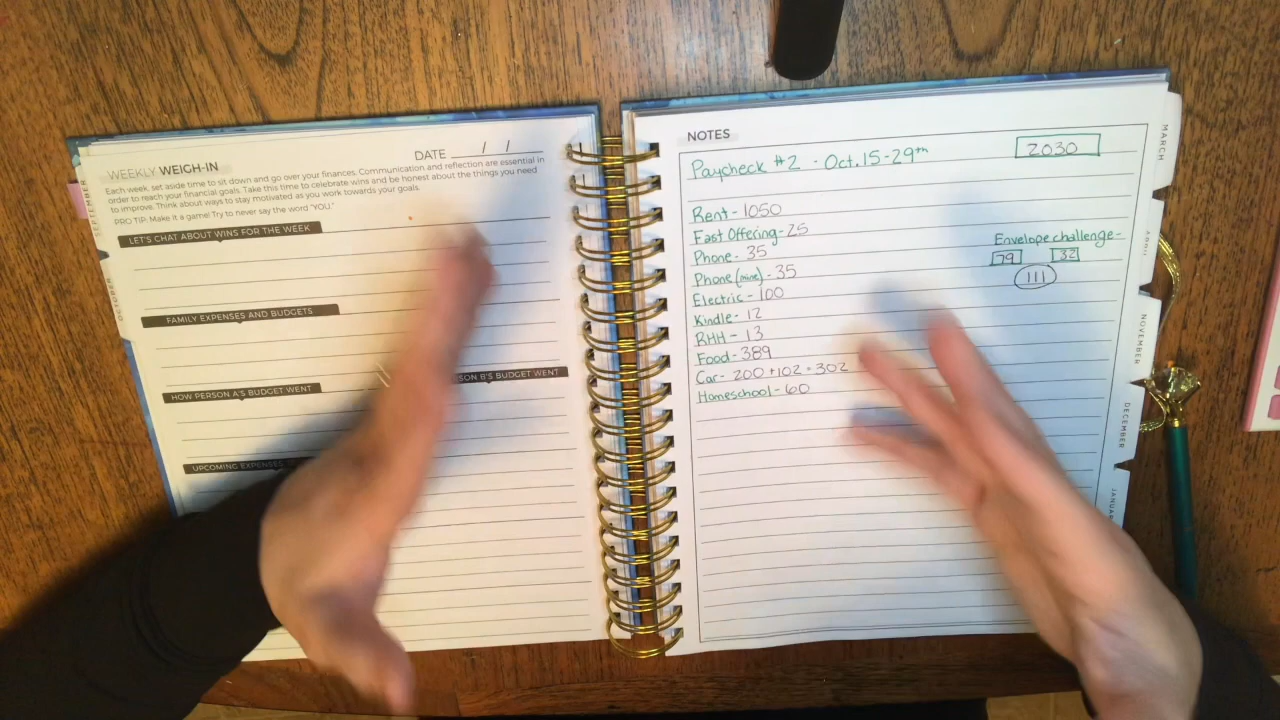 WEEKLY WEIGH-IN
DATE / /
Each week, set aside time to sit down and go over your finances. Communication and reflection are essential in
order to reach your financial goals. Take this time to celebrate wins and be honest about the things you need
to improve. Think about ways to stay motivated as you work towards your goals.
PRO TIP: Make it a game! Try to never say the word "YOU."
LET'S CHAT ABOUT WINS FOR THE WEEK
FAMILY EXPENSES AND BUDGETS
HOW PERSON A'S BUDGET WENT
B'S BUDGET WENT
UPCOMING EXPENSES
SEPTEMBER
OCTOBER
NOTES
Paycheck #2 - Oct. 15-29th
2030
Rent - 1050
Fast Offering - 25
Phone - 35
Phone (mine) - 35
Electric - 100
Kindle - 12
RHH - 13
Food - 389
Car - 200 + 102 = 302
Homeschool - 60
Envelope challenge -
79 32
111
MARCH
APRIL
NOVEMBER
DECEMBER